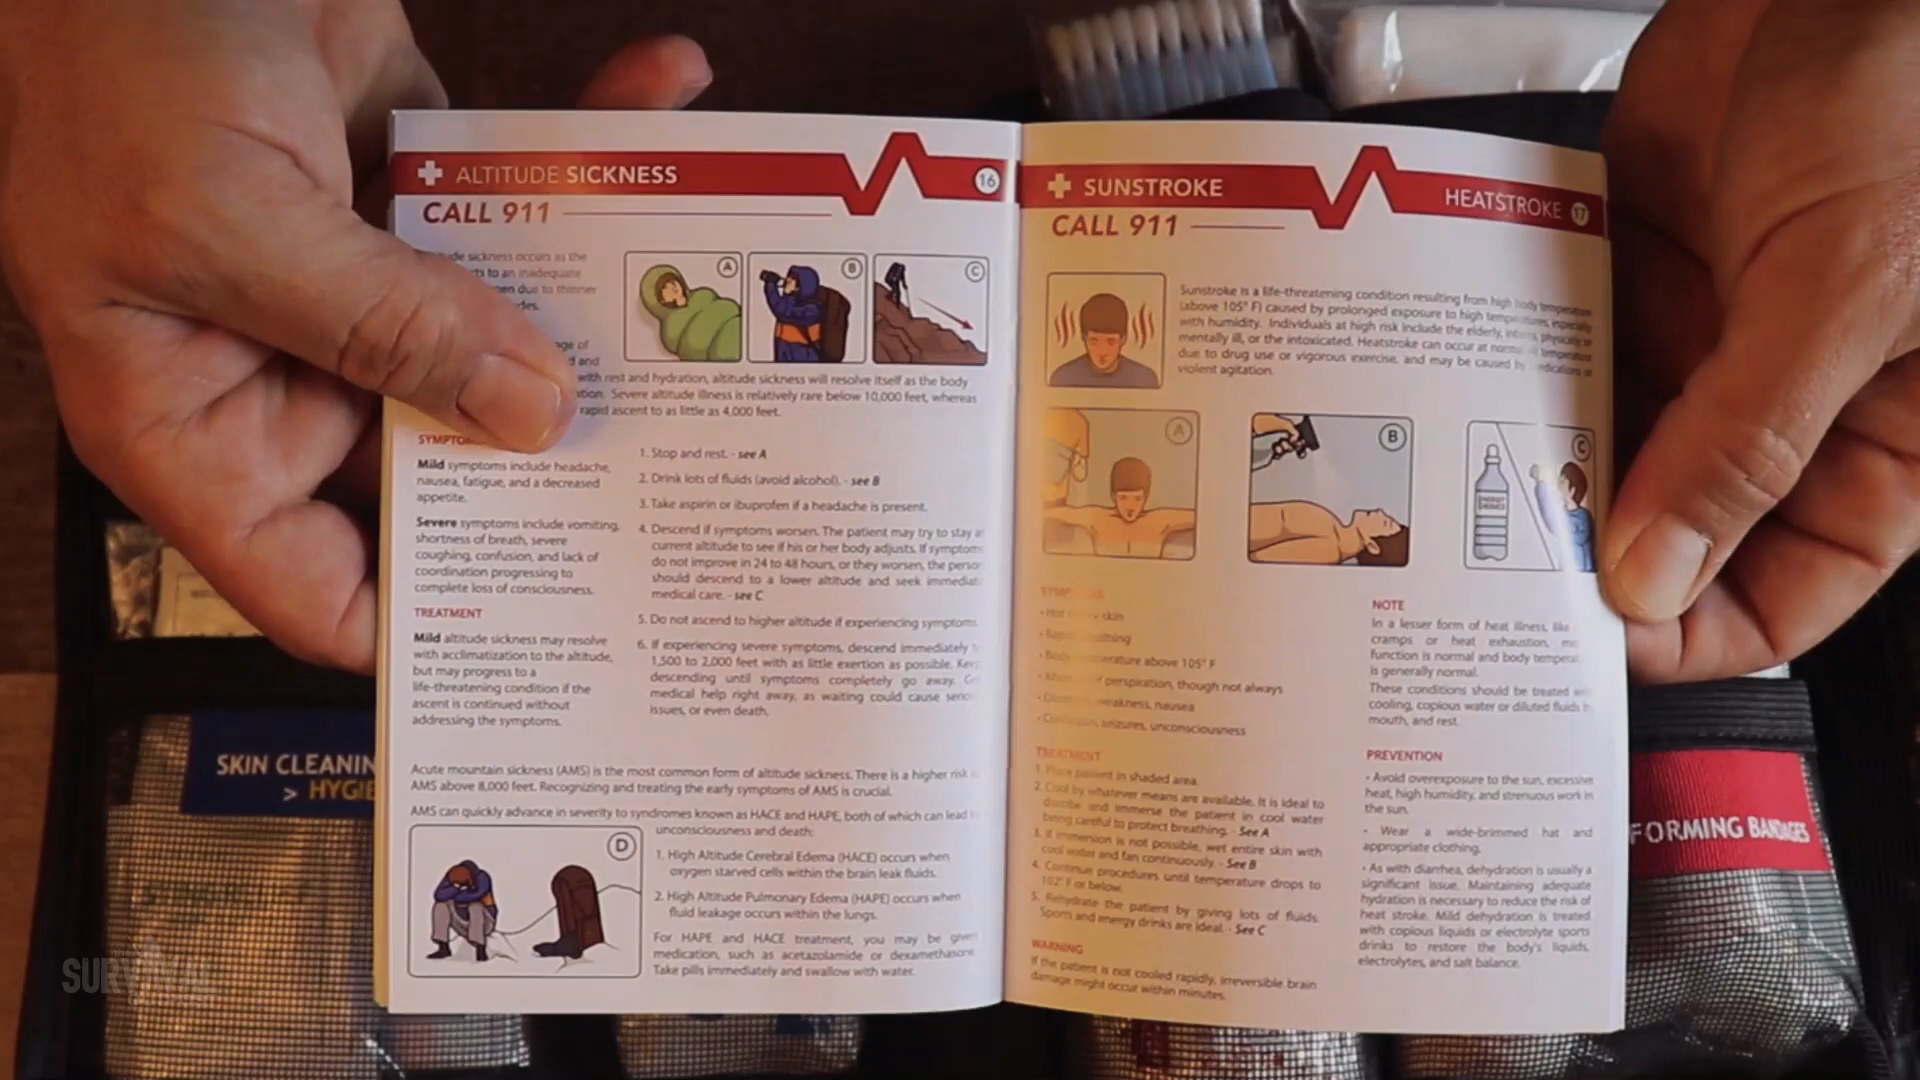 ALTITUDE SICKNESS
16
CALL 911
sickness occurs as the
to an inadequate
due to thinner
A
B
C
of
and
with rest and hydration, altitude sickness will resolve itself as the body
Severe altitude illness is relatively rare below 10,000 feet, whereas
rapid ascent to as little as 4,000 feet.
Mild symptoms include headache,
nausea, fatigue, and a decreased
appetite.
Severe symptoms include vomiting,
shortness of breath, severe
coughing, confusion, and lack of
coordination progressing to
complete loss of consciousness.
TREATMENT
Mild altitude sickness may resolve
with acclimatization to the altitude,
but may progress to a
life-threatening condition if the
ascent is continued without
addressing the symptoms.
1. Stop and rest. - see A
2. Drink lots of fluids (avoid alcohol). - see B
3. Take aspirin or ibuprofen if a headache is present.
4. Descend if symptoms worsen. The patient may try to stay
current altitude to see if his or her body adjusts. If symptoms
do not improve in 24 to 48 hours, or they worsen, the person
should descend to a lower altitude and seek immediate
medical care. - see C
5. Do not ascend to higher altitude if experiencing symptoms
6. If experiencing severe symptoms, descend immediately
1,500 to 2,000 feet with as little exertion as possible.
descending until symptoms completely go away.
medical help right away, as waiting could cause
issues, or even death.
Acute mountain sickness (AMS) is the most common form of altitude sickness. There is a higher risk
AMS above 8,000 feet. Recognizing and treating the early symptoms of AMS is crucial.
AMS can quickly advance in severity to syndromes known as HACE and HAPE, both of which can lead
unconsciousness and death:
D
1. High Altitude Cerebral Edema (HACE) occurs when
oxygen starved cells within the brain leak fluids.
2. High Altitude Pulmonary Edema (HAPE) occurs when
fluid leakage occurs within the lungs.
For HAPE and HACE treatment, you may be given
medication, such as acetazolamide or dexamethasone.
Take pills immediately and swallow with water.
SUNSTROKE
HEATSTROKE 17
CALL 911
Sunstroke is a life-threatening condition resulting from high body temperature
(above 105° F) caused by prolonged exposure to high temperatures, especially
with humidity. Individuals at high risk include the elderly, infants, physically or
mentally ill, or the intoxicated. Heatstroke can occur at normal temperature
due to drug use or vigorous exercise, and may be caused by medications or
violent agitation.
A
B
C
ENERGY
DRINKS
skin
• Body temperature above 105° F
of perspiration, though not always
weakness, nausea
seizures, unconsciousness
TREATMENT
1. Place patient in shaded area.
2. Cool by whatever means are available. It is ideal to
disrobe and immerse the patient in cool water
being careful to protect breathing. - See A
3. If immersion is not possible, wet entire skin with
cool water and fan continuously. - See B
4. Continue procedures until temperature drops to
102° F or below.
5. Rehydrate the patient by giving lots of fluids.
Sports and energy drinks are ideal. - See C
WARNING
If the patient is not cooled rapidly, irreversible brain
damage might occur within minutes.
NOTE
In a lesser form of heat illness, like
cramps or heat exhaustion,
function is normal and body
is generally normal.
These conditions should be treated
cooling, copious water or diluted fluids
mouth, and rest.
PREVENTION
• Avoid overexposure to the sun, excessive
heat, high humidity, and strenuous work in
the sun.
• Wear a wide-brimmed hat and
appropriate clothing.
• As with diarrhea, dehydration is usually a
significant issue. Maintaining adequate
hydration is necessary to reduce the risk of
heat stroke. Mild dehydration is treated
with copious liquids or electrolyte sports
drinks to restore the body's liquids,
electrolytes, and salt balance.
SKIN CLEANIN
> HYGIE
FORMING BANDAGES
SURVIVAL